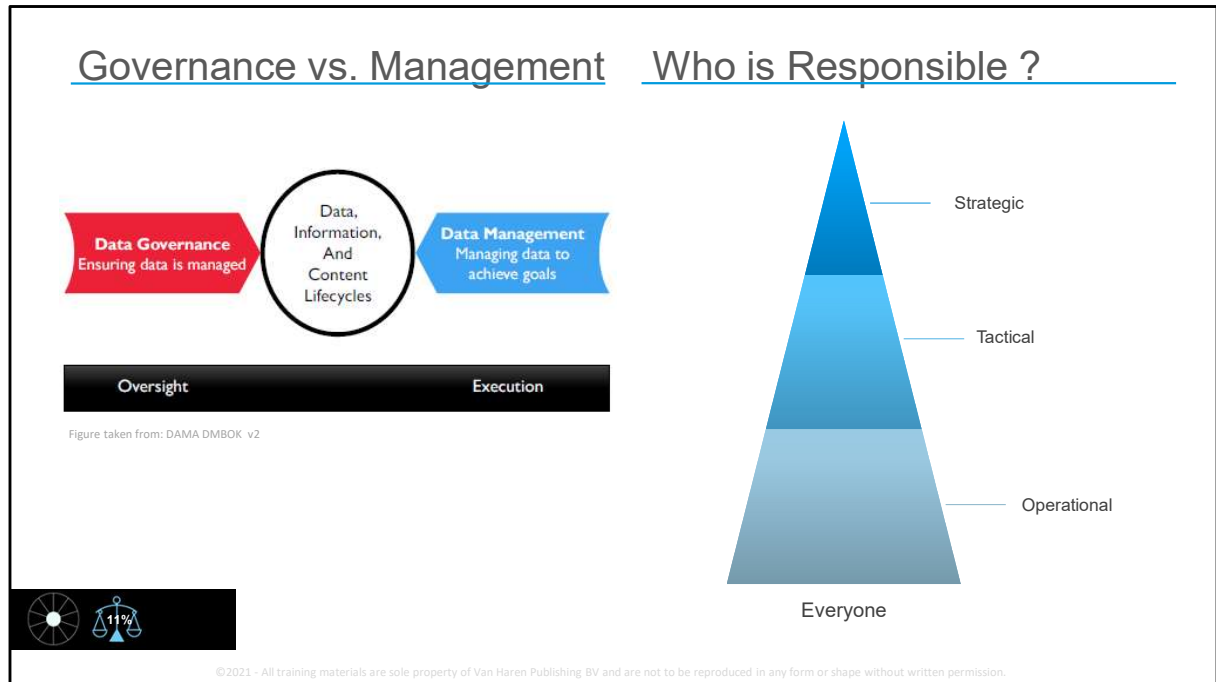 Governance vs. Management
Data Governance
Ensuring data is managed
Data,
Information,
And
Content
Lifecycles
Data Management
Managing data to
achieve goals
Oversight
Execution
Figure taken from: DAMA DMBOK v2
Who is Responsible ?
Strategic
Tactical
Operational
Everyone
11%
©2021 - All training materials are sole property of Van Haren Publishing BV and are not to be reproduced in any form or shape without written permission.